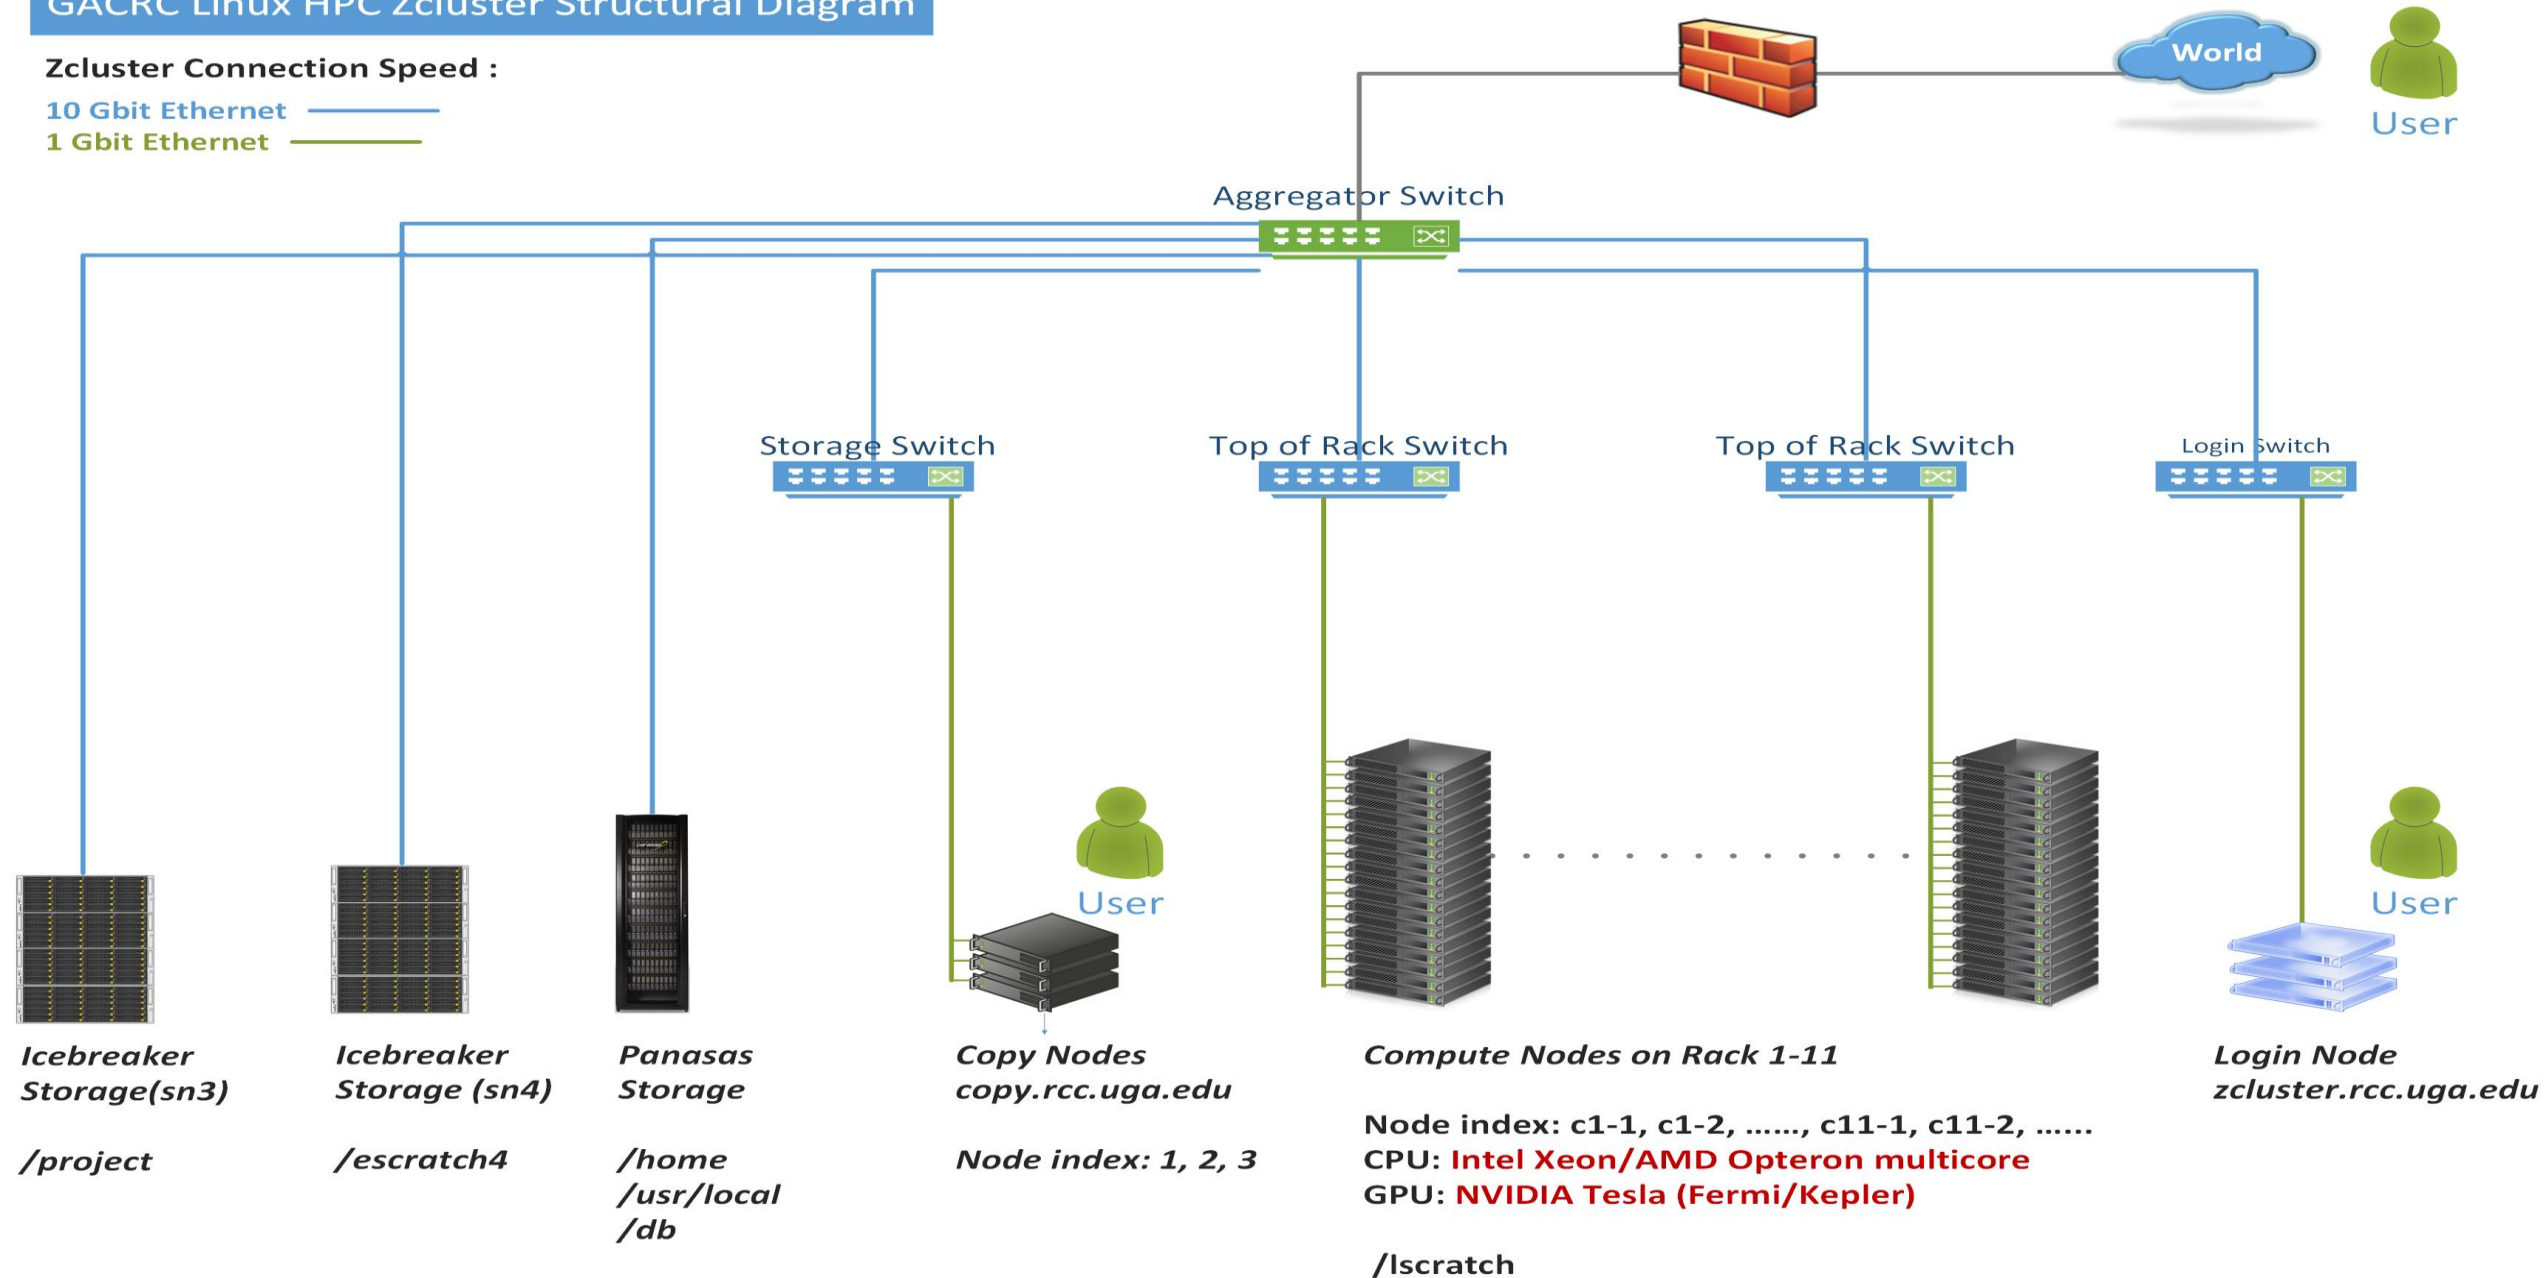 GACRC Linux HPC Zcluster Structural Diagram
Zcluster Connection Speed :
10 Gbit Ethernet
1 Gbit Ethernet
World
User
Aggregator Switch
Storage Switch
Top of Rack Switch
Top of Rack Switch
Login Switch
User
User
Icebreaker
Storage(sn3)
/project
Icebreaker
Storage (sn4)
/escratch4
Panasas
Storage
/home
/usr/local
/db
Copy Nodes
copy.rcc.uga.edu
Node index: 1, 2, 3
Compute Nodes on Rack 1-11
Node index: c1-1, c1-2, ……, c11-1, c11-2, ……
CPU: Intel Xeon/AMD Opteron multicore
GPU: NVIDIA Tesla (Fermi/Kepler)
/lscratch
Login Node
zcluster.rcc.uga.edu